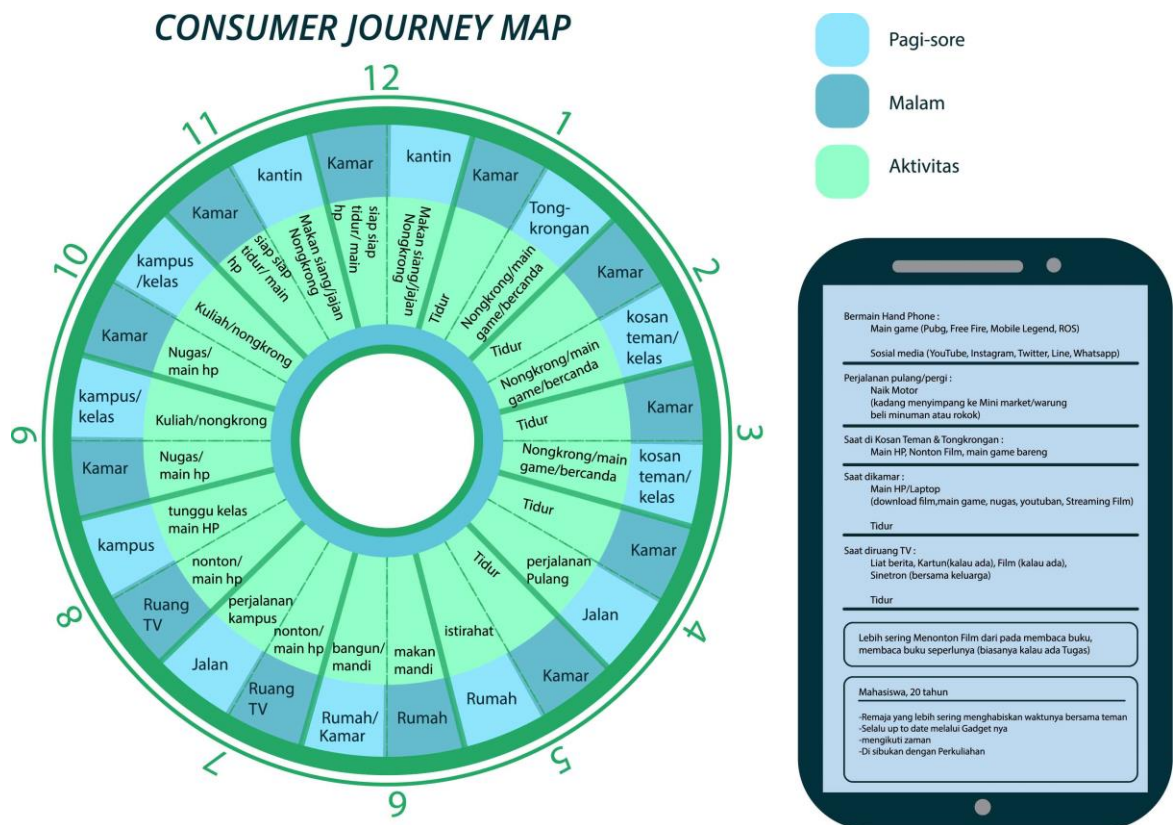 CONSUMER JOURNEY MAP
Pagi-sore
Malam
Aktivitas
12
1
2
3
4
5
6
7
8
9
10
11
kantin
Makan siang/jajan
Nongkrong
Kamar
Tidur
Tong-
krongan
Nongkrong/main
game/bercanda
Kamar
Tidur
kosan
teman/
kelas
Nongkrong/main
game/bercanda
Kamar
Tidur
kosan
teman/
kelas
Nongkrong/main
game/bercanda
Kamar
Tidur
Jalan
perjalanan
Pulang
Kamar
Tidur
Rumah
istirahat
Rumah
makan
mandi
Rumah/
Kamar
bangun/
mandi
Ruang
TV
nonton/
main hp
Jalan
perjalanan
kampus
Ruang
TV
nonton/
main hp
kampus
tunggu kelas
main HP
Kamar
Nugas/
main hp
kampus/
kelas
Kuliah/nongkrong
Kamar
Nugas/
main hp
kampus
/kelas
Kuliah/nongkrong
Kamar
siap siap
tidur/ main
hp
kantin
Makan siang/jajan
Nongkrong
Kamar
siap siap
tidur/ main
hp
Bermain Hand Phone :
Main game (Pubg, Free Fire, Mobile Legend, ROS)
Sosial media (YouTube, Instagram, Twitter, Line, Whatsapp)
Perjalanan pulang/pergi :
Naik Motor
(kadang menyimpang ke Mini market/warung
beli minuman atau rokok)
Saat di Kosan Teman & Tongkrongan :
Main HP, Nonton Film, main game bareng
Saat dikamar :
Main HP/Laptop
(download film,main game, nugas, youtuban, Streaming Film)
Tidur
Saat diruang TV :
Liat berita, Kartun(kalau ada), Film (kalau ada),
Sinetron (bersama keluarga)
Tidur
Lebih sering Menonton Film dari pada membaca buku,
membaca buku seperlunya (biasanya kalau ada Tugas)
Mahasiswa, 20 tahun
-Remaja yang lebih sering menghabiskan waktunya bersama teman
-Selalu up to date melalui Gadget nya
-mengikuti zaman
-Di sibukan dengan Perkuliahan